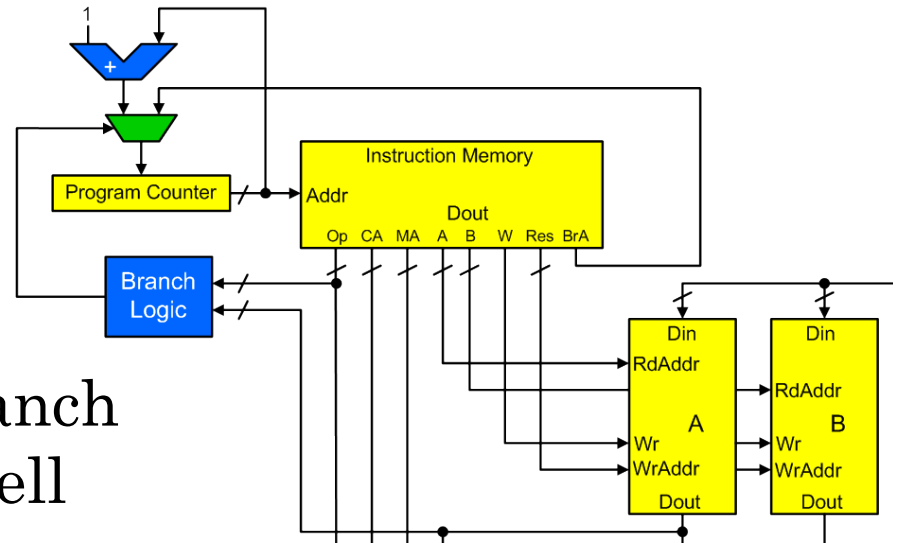 1
+
Program Counter
Instruction Memory
Addr
Dout
Op CA MA A B W Res BrA
Branch
Logic
Din
RdAddr
A
Wr
WrAddr
Dout
Din
RdAddr
B
Wr
WrAddr
Dout
anch
ell